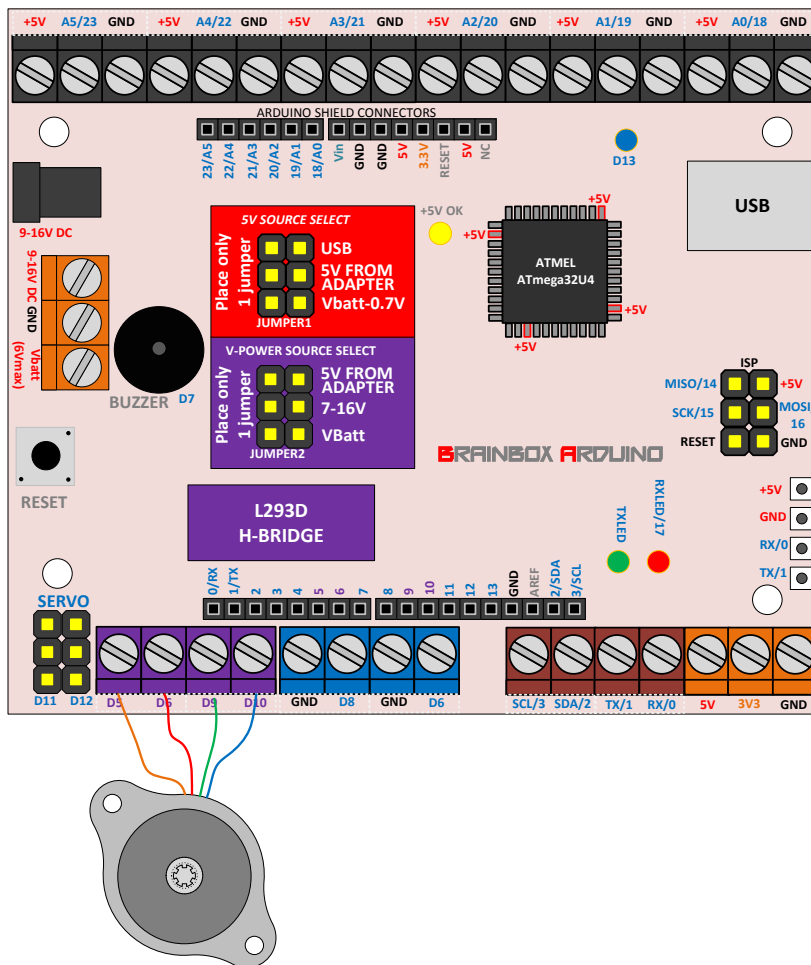 +5V A5/23 GND +5V A4/22 GND +5V A3/21 GND +5V A2/20 GND +5V A1/19 GND +5V A0/18 GND
ARDUINO SHIELD CONNECTORS
23/A5 22/A4 21/A3 20/A2 19/A1 18/A0 Vin GND GND 5V 3.3V RESET 5V NC
D13
9-16V DC
USB
5V SOURCE SELECT
Place only
1 jumper
USB
5V FROM
ADAPTER
Vbatt-0.7V
JUMPER1
+5V OK
+5V
+5V
ATMEL
ATmega32U4
+5V
+5V
9-16V DC
GND
Vbatt
(6Vmax)
BUZZER
D7
V-POWER SOURCE SELECT
Place only
1 jumper
5V FROM
ADAPTER
7-16V
VBatt
JUMPER2
ISP
MISO/14 +5V
SCK/15 MOSI
16
RESET GND
BRAINBOX ARDUINO
RESET
L293D
H-BRIDGE
TXLED
RXLED/17
+5V
GND
RX/0
TX/1
0/RX 1/TX 2 3 4 5 6 7 8 9 10 11 12 13 GND AREF 2/SDA 3/SCL
SERVO
D11 D12
D5 D6 D9 D10 GND D8 GND D6 SCL/3 SDA/2 TX/1 RX/0 5V 3V3 GND